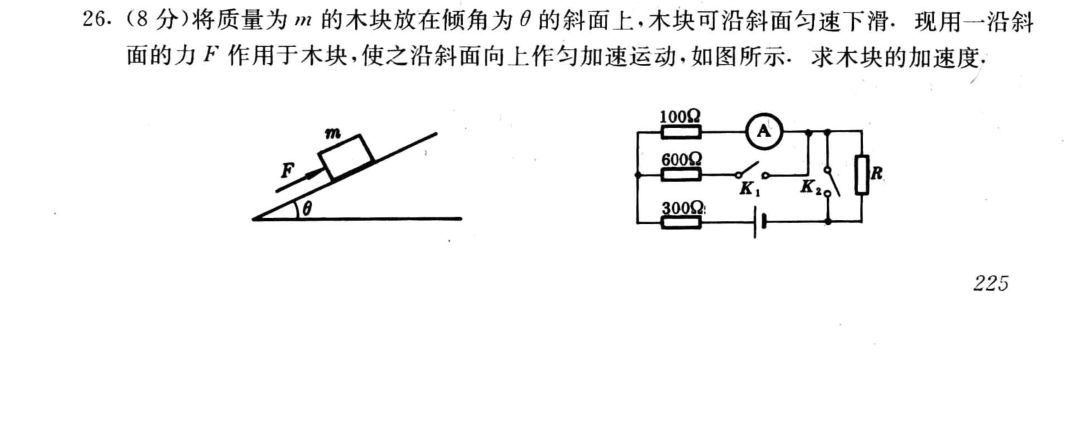 26. (8 分)将质量为 m 的木块放在倾角为 θ 的斜面上,木块可沿斜面匀速下滑. 现用一沿斜
面的力 F 作用于木块,使之沿斜面向上作匀加速运动,如图所示. 求木块的加速度.
m
F
θ
100Ω
A
600Ω
K₁
K₂
R
300Ω
225